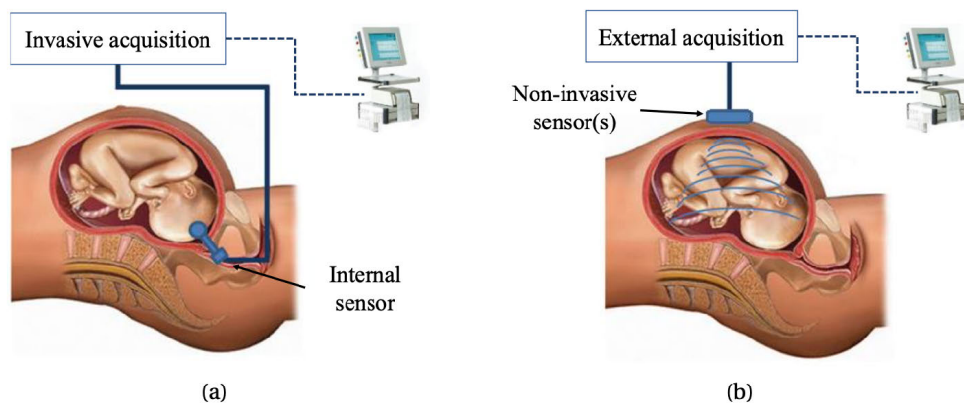 Invasive acquisition
Internal
sensor
(a)
External acquisition
Non-invasive
sensor(s)
(b)